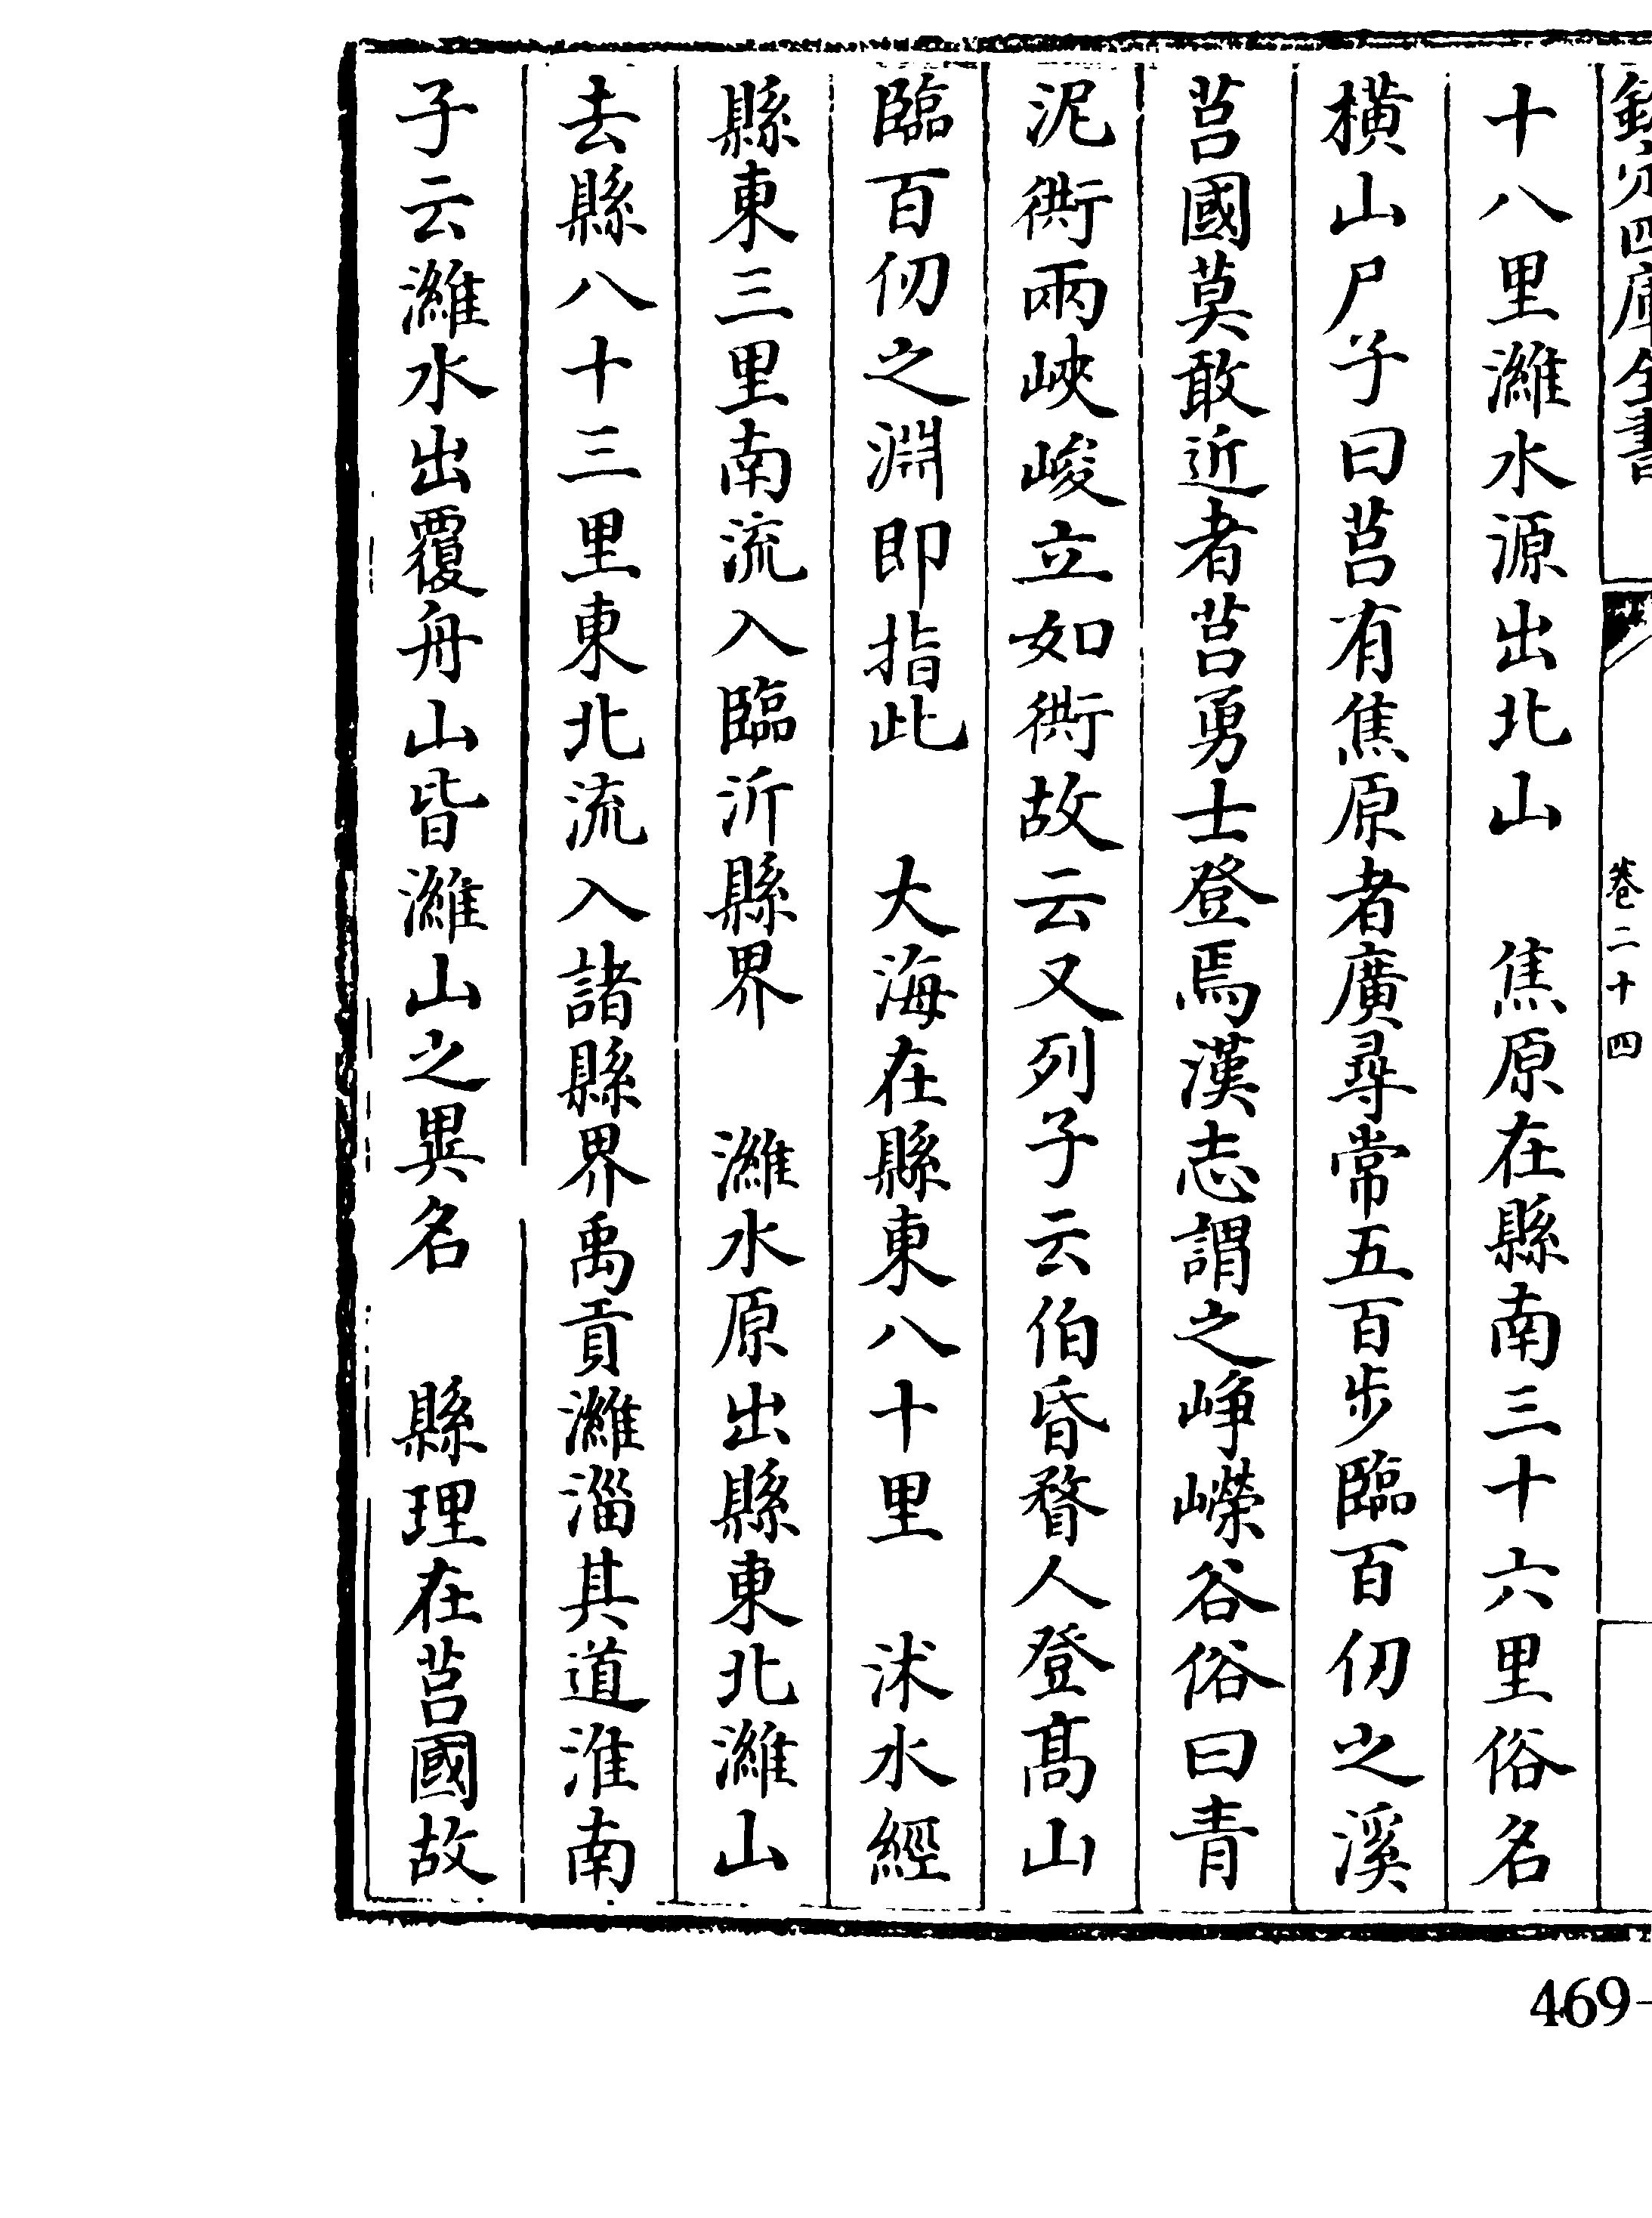 欽定四庫全書
卷二十四
十八里濰水源出北山　焦原在縣南三十六里俗名
橫山尸子曰莒有焦原者廣尋常五百步臨百仞之溪
莒國莫敢近者莒勇士登焉漢志謂之崢嶸谷俗曰青
泥衖兩峽峻立如衖故云又列子云伯昏瞀人登髙山
臨百仞之淵即指此　大海在縣東八十里　沭水經
縣東三里南流入臨沂縣界　濰水原出縣東北濰山
去縣八十三里東北流入諸縣界禹貢濰淄其道淮南
子云濰水出覆舟山皆濰山之異名　縣理在莒國故
469-